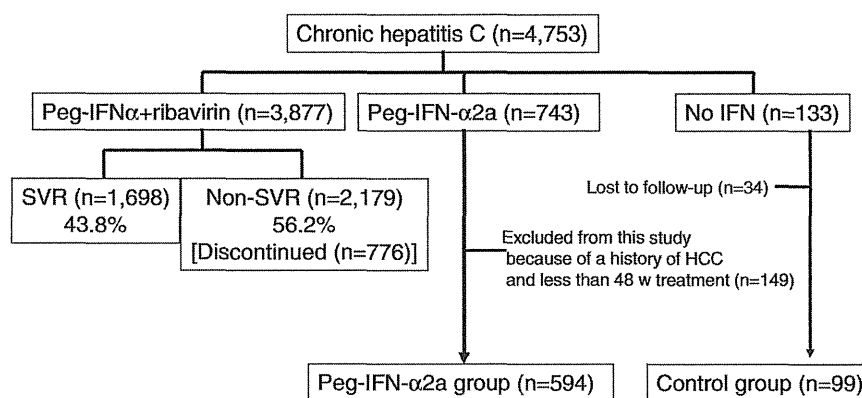 Chronic hepatitis C (n=4,753)
Peg-IFNα+ribavirin (n=3,877)
Peg-IFN-α2a (n=743)
No IFN (n=133)
SVR (n=1,698)
43.8%
Non-SVR (n=2,179)
56.2%
[Discontinued (n=776)]
Lost to follow-up (n=34)
Excluded from this study
because of a history of HCC
and less than 48 w treatment (n=149)
Peg-IFN-α2a group (n=594)
Control group (n=99)